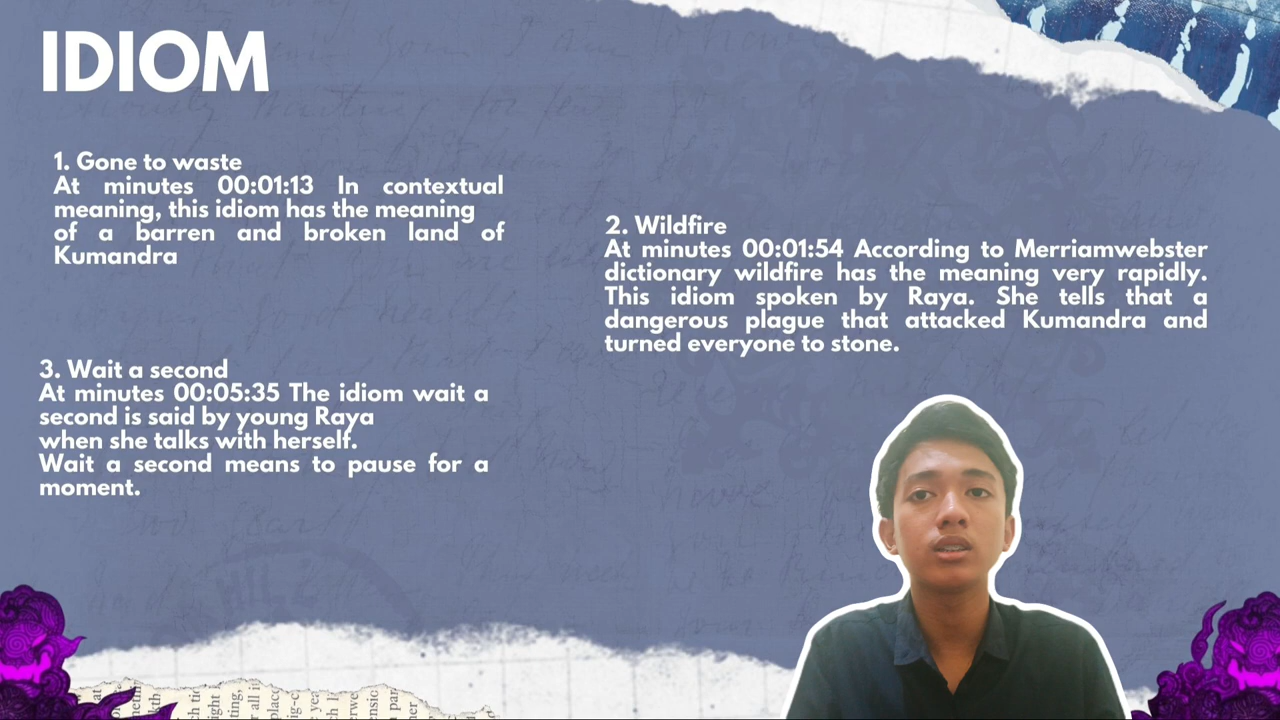 IDIOM
1. Gone to waste
At minutes 00:01:13 In contextual
meaning, this idiom has the meaning
of a barren and broken land of
Kumandra
2. Wildfire
At minutes 00:01:54 According to Merriamwebster
dictionary wildfire has the meaning very rapidly.
This idiom spoken by Raya. She tells that a
dangerous plague that attacked Kumandra and
turned everyone to stone.
3. Wait a second
At minutes 00:05:35 The idiom wait a
second is said by young Raya
when she talks with herself.
Wait a second means to pause for a
moment.